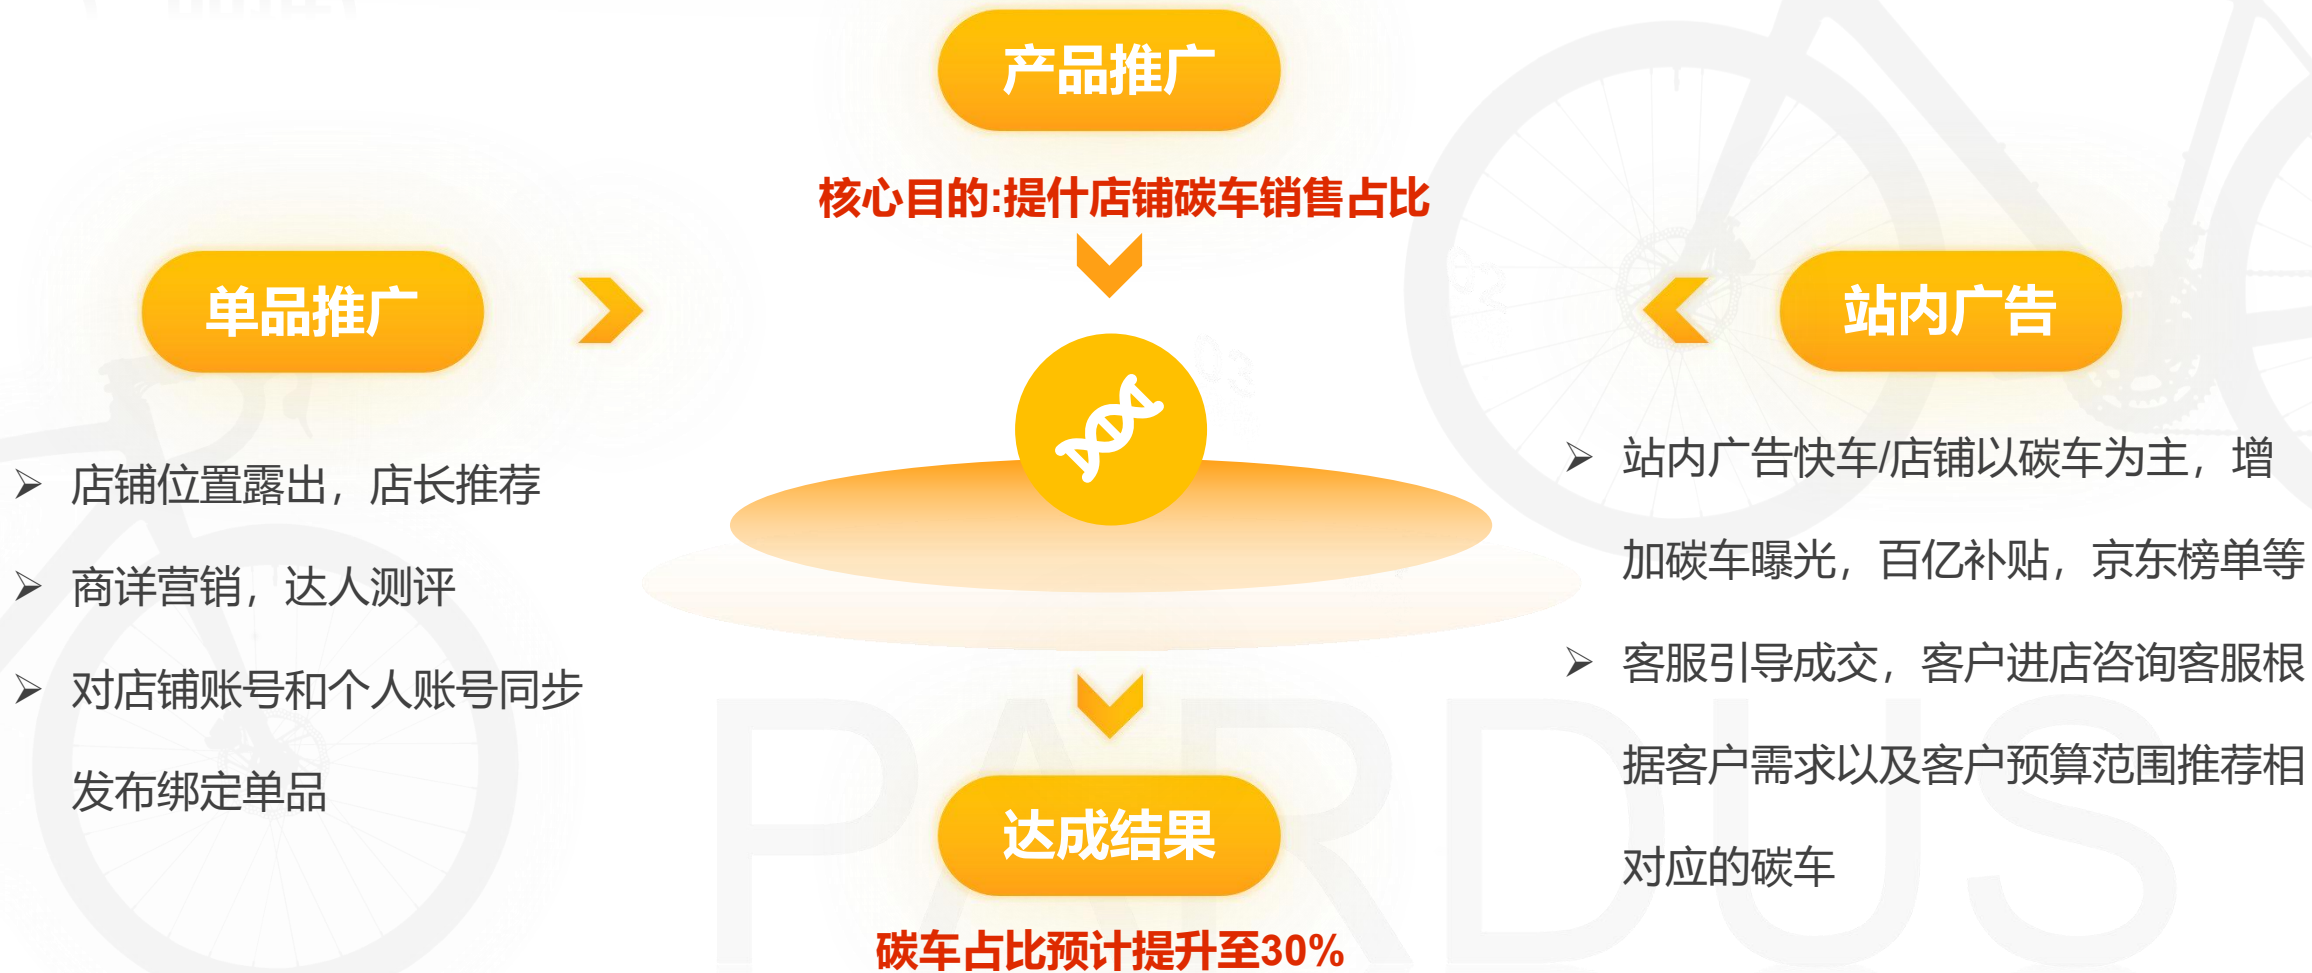 产品推广
核心目的:提什店铺碳车销售占比
单品推广
店铺位置露出，店长推荐
商详营销，达人测评
对店铺账号和个人账号同步
发布绑定单品
站内广告
站内广告快车/店铺以碳车为主，增
加碳车曝光，百亿补贴，京东榜单等
客服引导成交，客户进店咨询客服根
据客户需求以及客户预算范围推荐相
对应的碳车
达成结果
碳车占比预计提升至30%
PARDUS